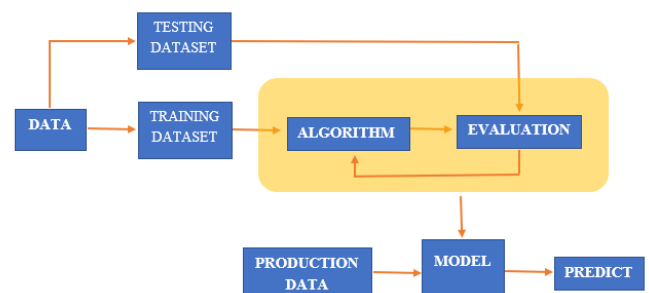 TESTING
DATASET
DATA
TRAINING
DATASET
ALGORITHM
EVALUATION
PRODUCTION
DATA
MODEL
PREDICT